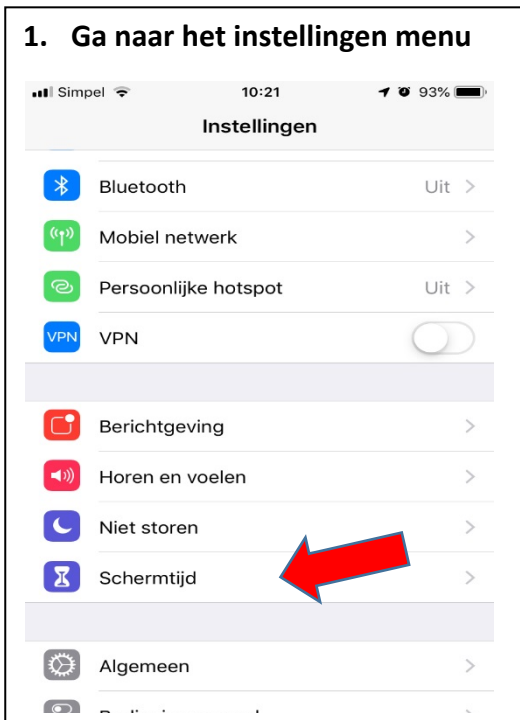 1. Ga naar het instellingen menu
Simpel 10:21 93%
Instellingen
Bluetooth Uit
Mobiel netwerk
Persoonlijke hotspot Uit
VPN VPN
Berichtgeving
Horen en voelen
Niet storen
Schermtijd
Algemeen